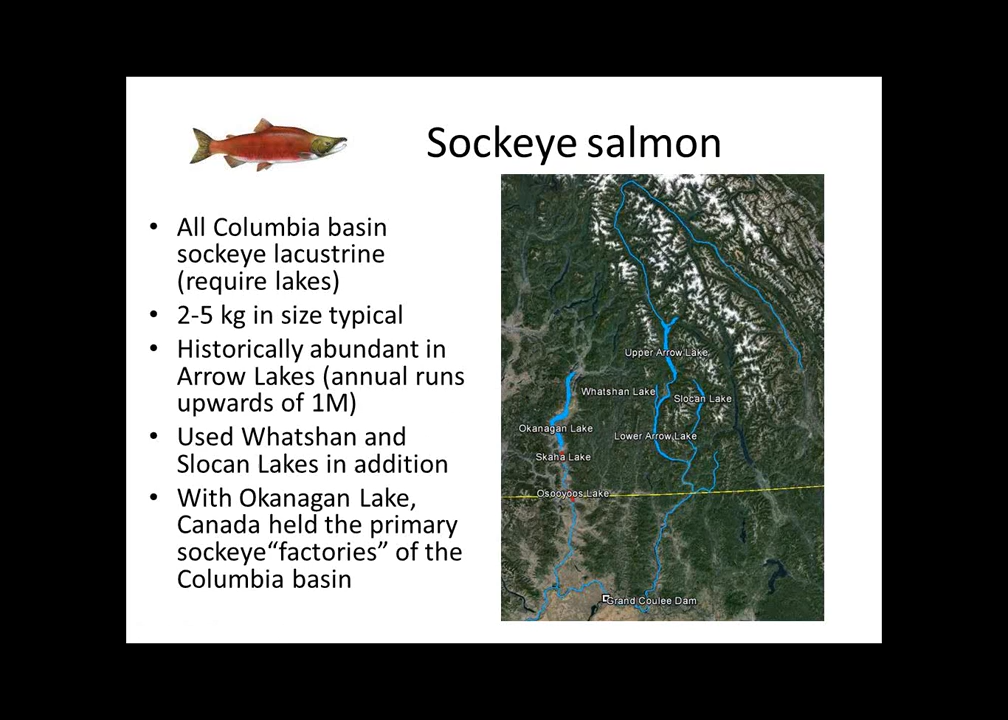 Sockeye salmon
• All Columbia basin
sockeye lacustrine
(require lakes)
• 2-5 kg in size typical
• Historically abundant in
Arrow Lakes (annual runs
upwards of 1M)
• Used Whatshan and
Slocan Lakes in addition
• With Okanagan Lake,
Canada held the primary
sockeye“factories” of the
Columbia basin
Upper Arrow Lake
Whatshan Lake
Slocan Lake
Okanagan Lake
Lower Arrow Lake
Skaha Lake
Osoyoos Lake
Grand Coulee Dam